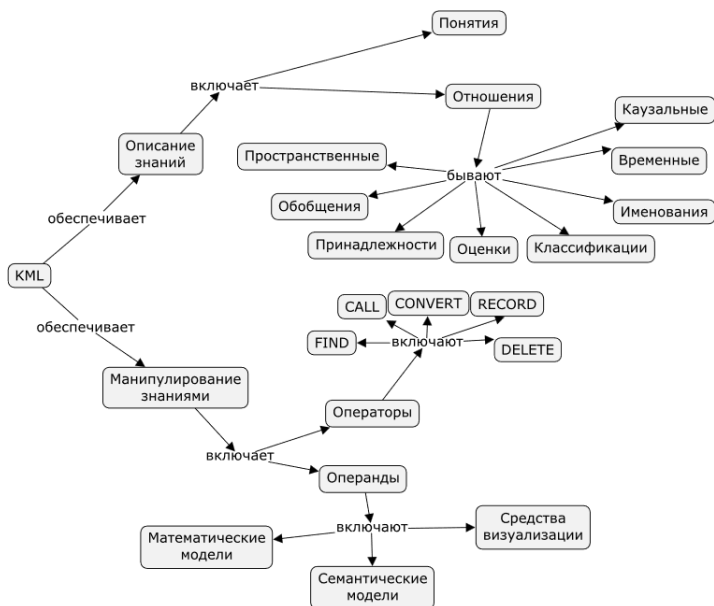 Понятия
включает
Отношения
Каузальные
Описание
знаний
Пространственные
Временные
бывают
Обобщения
Именования
обеспечивает
Принадлежности
Оценки
Классификации
KML
CALL
CONVERT
RECORD
обеспечивает
FIND
включают
DELETE
Манипулирование
знаниями
Операторы
включает
Операнды
Средства
визуализации
включают
Математические
модели
Семантические
модели